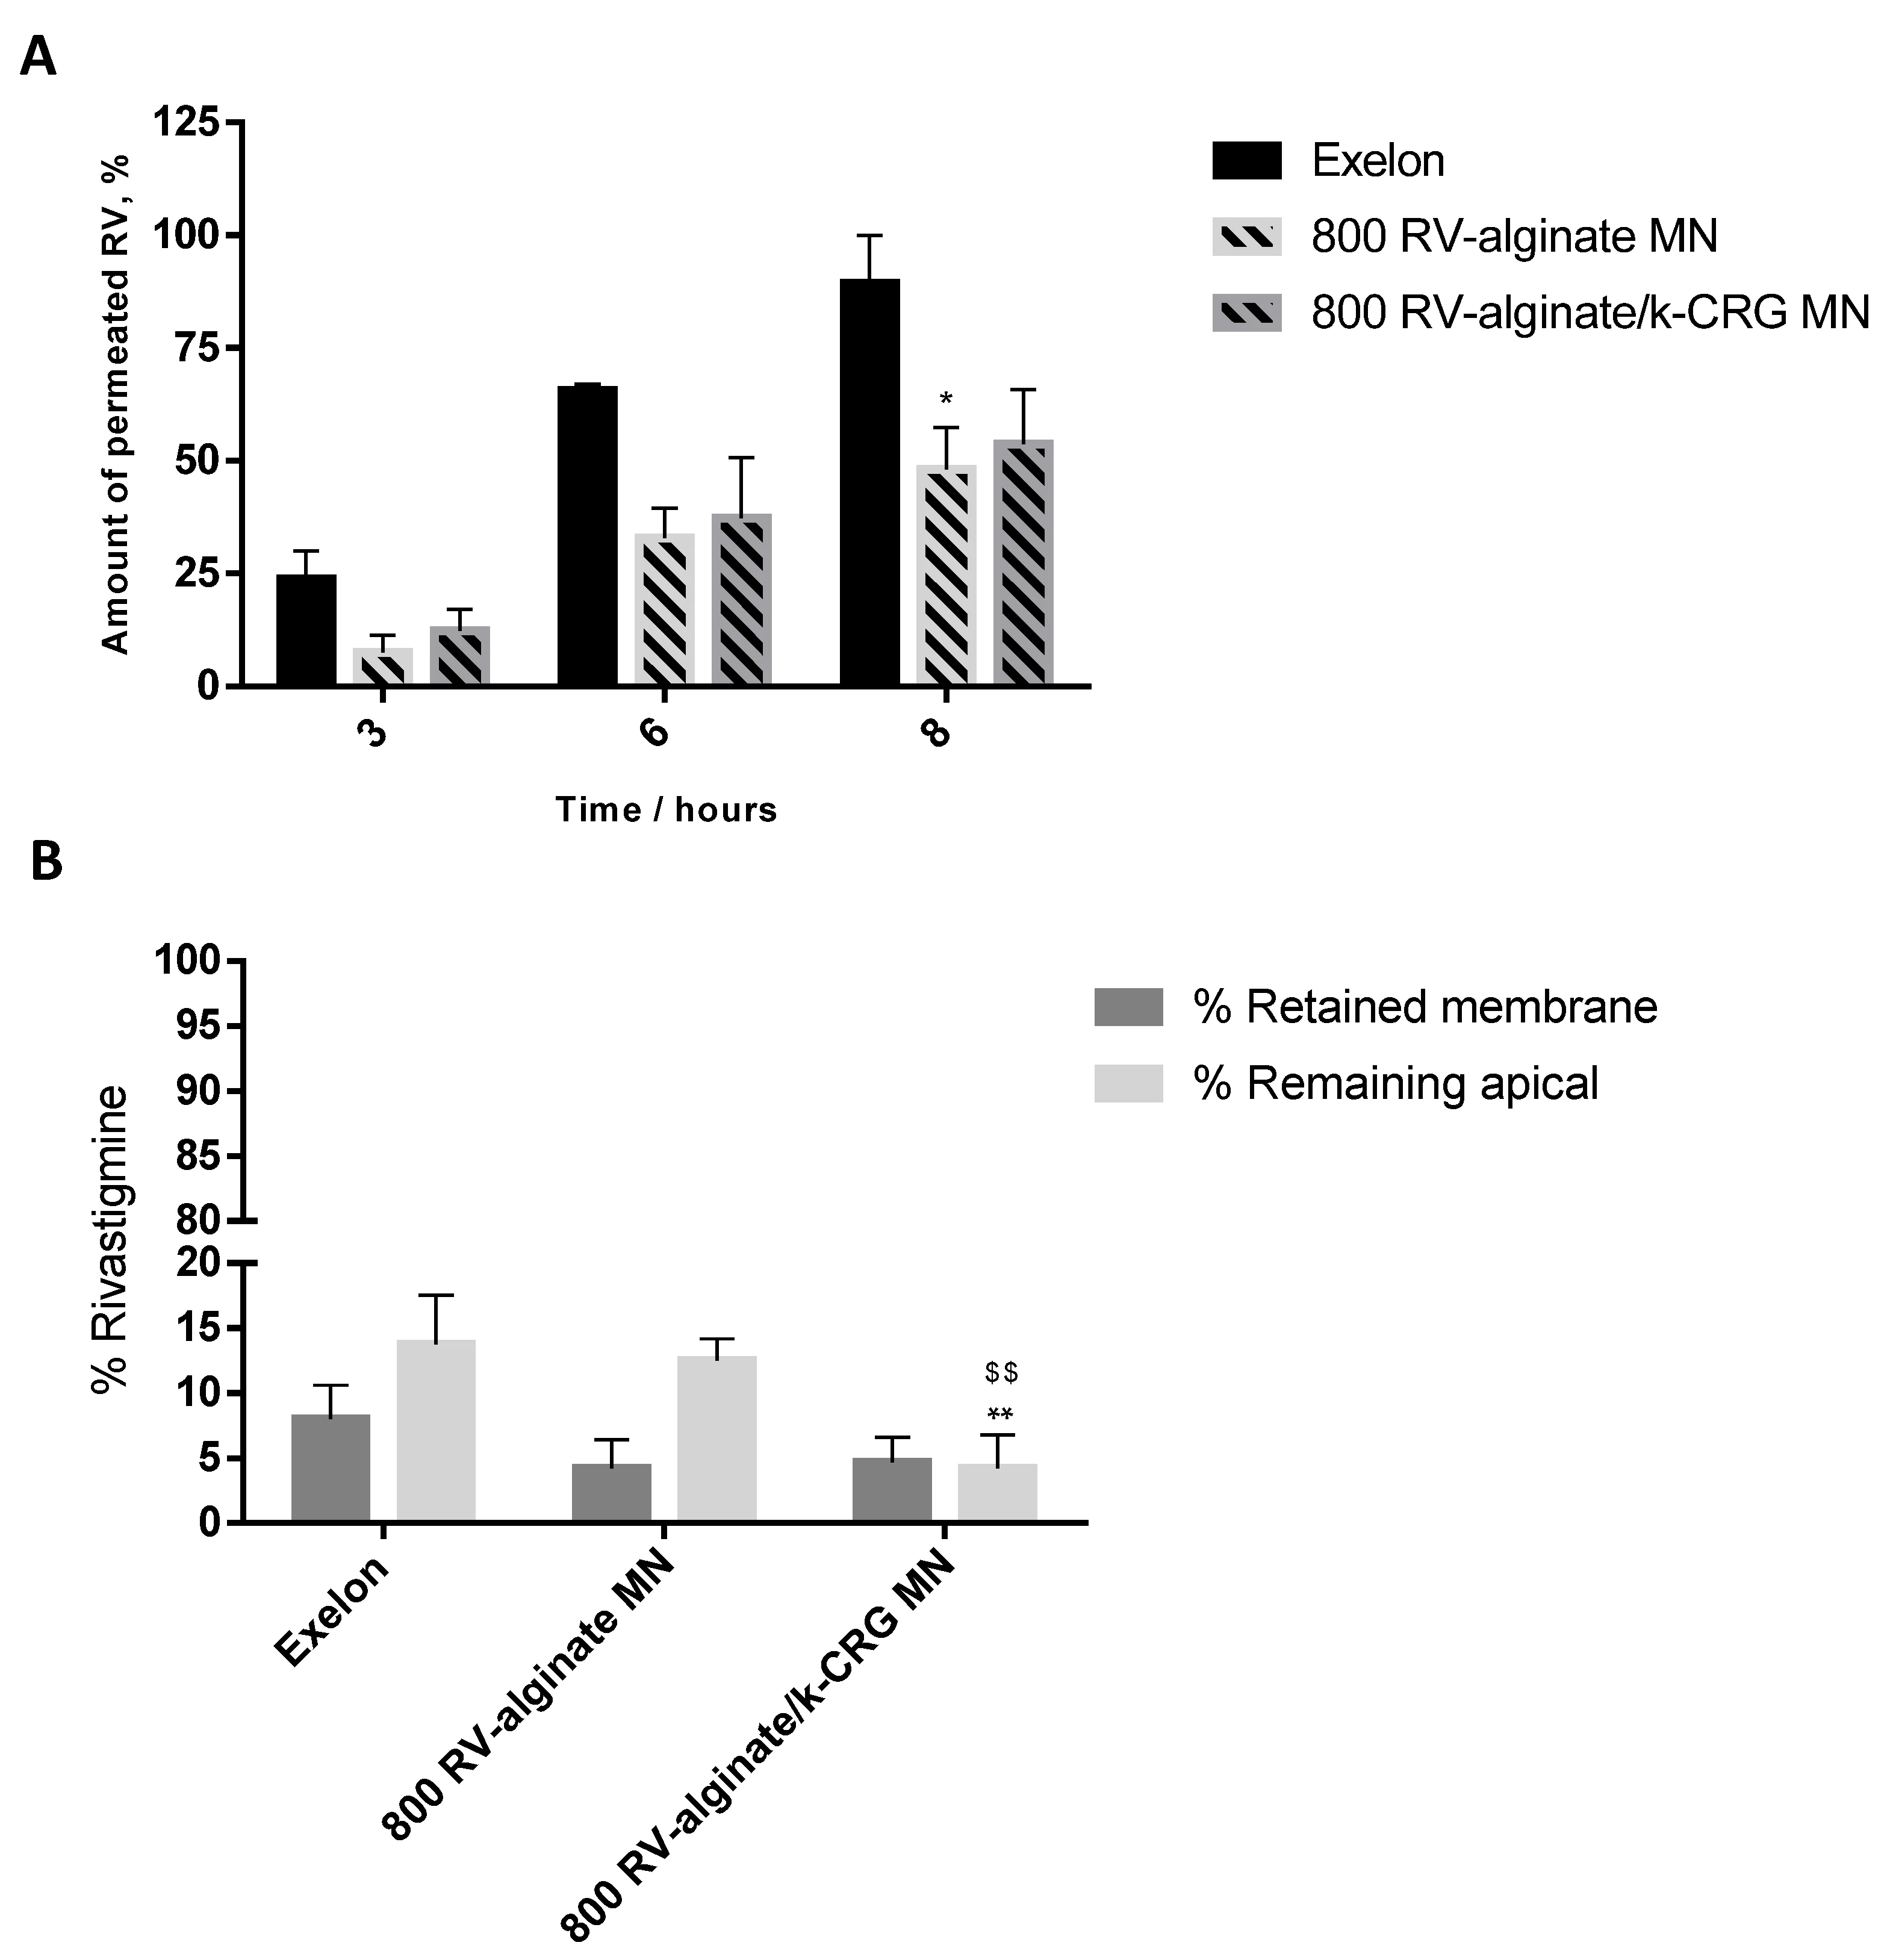 A
125
100
75
50
25
0
Amount of permeated RV, %
*
3
6
8
Time / hours
Exelon
800 RV-alginate MN
800 RV-alginate/k-CRG MN
B
100
95
90
85
80
20
15
10
5
0
% Rivastigmine
$$
**
Exelon
800 RV-alginate MN
800 RV-alginate/k-CRG MN
% Retained membrane
% Remaining apical